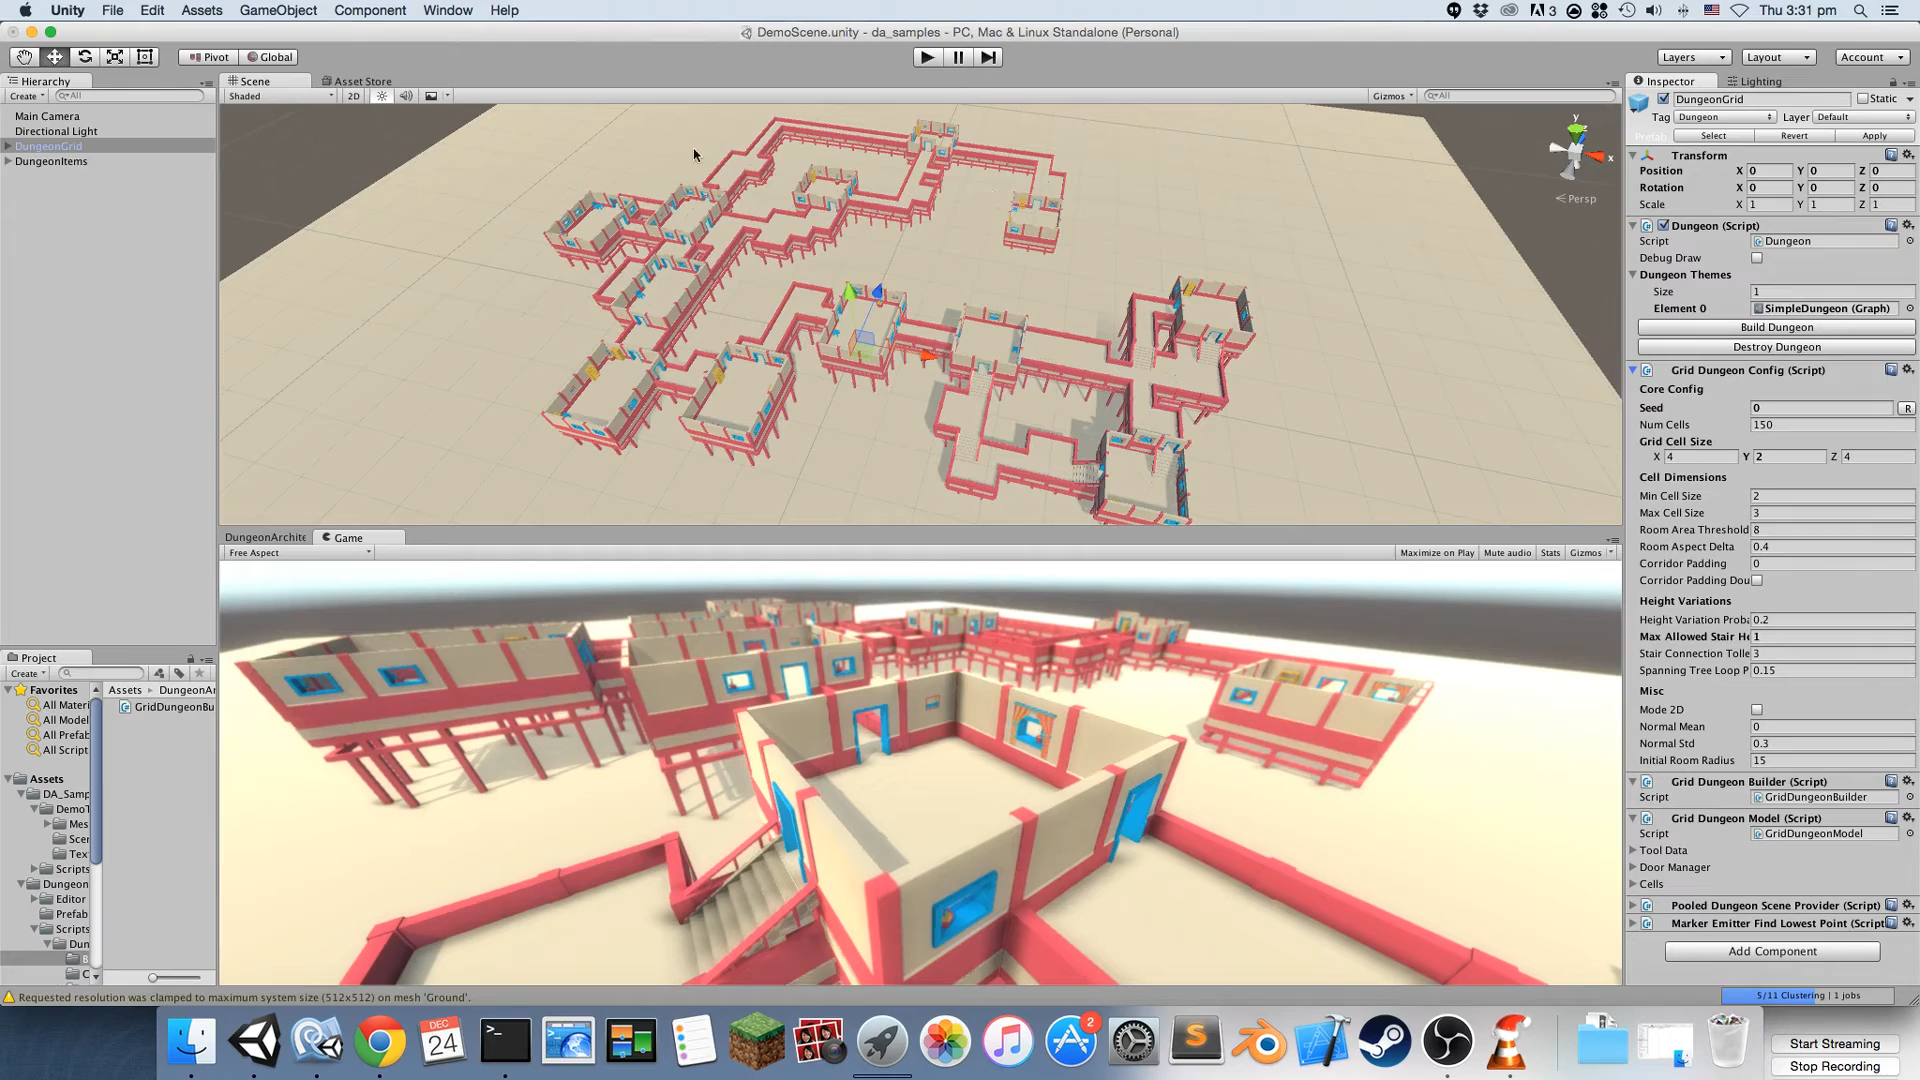 Unity File Edit Assets GameObject Component Window Help
3
Thu 3:31 pm
DemoScene.unity - da_samples - PC, Mac & Linux Standalone (Personal)
Pivot Global
Layers Layout Account
Hierarchy
Create All
Main Camera
Directional Light
DungeonGrid
DungeonItems
Scene Asset Store
Shaded 2D
Gizmos All
y
x
Persp
DungeonArchite Game
Free Aspect
Maximize on Play Mute audio Stats Gizmos
Project
Create
Favorites
All Materi
All Model
All Prefab
All Script
Assets
DA_Samp
DemoT
Mes
Scen
Text
Scripts
Dungeon
Editor
Prefab
Scripts
Dun
B
C
Assets DungeonAr
GridDungeonBu
Inspector Lighting
DungeonGrid Static
Tag Dungeon Layer Default
Prefab Select Revert Apply
Transform
Position X 0 Y 0 Z 0
Rotation X 0 Y 0 Z 0
Scale X 1 Y 1 Z 1
Dungeon (Script)
Script Dungeon
Debug Draw
Dungeon Themes
Size 1
Element 0 SimpleDungeon (Graph)
Build Dungeon
Destroy Dungeon
Grid Dungeon Config (Script)
Core Config
Seed 0 R
Num Cells 150
Grid Cell Size
X 4 Y 2 Z 4
Cell Dimensions
Min Cell Size 2
Max Cell Size 3
Room Area Threshold 8
Room Aspect Delta 0.4
Corridor Padding 0
Corridor Padding Dou
Height Variations
Height Variation Proba 0.2
Max Allowed Stair He 1
Stair Connection Tolle 3
Spanning Tree Loop P 0.15
Misc
Mode 2D
Normal Mean 0
Normal Std 0.3
Initial Room Radius 15
Grid Dungeon Builder (Script)
Script GridDungeonBuilder
Grid Dungeon Model (Script)
Script GridDungeonModel
Tool Data
Door Manager
Cells
Pooled Dungeon Scene Provider (Script)
Marker Emitter Find Lowest Point (Script
Add Component
Requested resolution was clamped to maximum system size (512x512) on mesh 'Ground'.
5/11 Clustering | 1 jobs
DEC
24
2
S
Start Streaming
Stop Recording